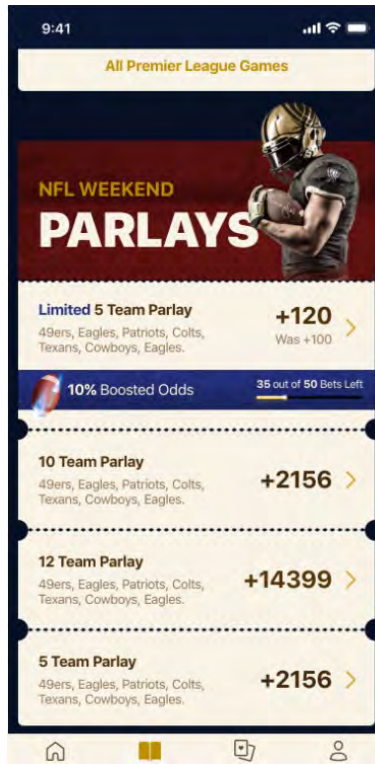 9:41
All Premier League Games
NFL WEEKEND
PARLAYS
Limited 5 Team Parlay
49ers, Eagles, Patriots, Colts,
Texans, Cowboys, Eagles.
+120
Was +100
10% Boosted Odds
35 out of 50 Bets Left
10 Team Parlay
49ers, Eagles, Patriots, Colts,
Texans, Cowboys, Eagles.
+2156
12 Team Parlay
49ers, Eagles, Patriots, Colts,
Texans, Cowboys, Eagles.
+14399
5 Team Parlay
49ers, Eagles, Patriots, Colts,
Texans, Cowboys, Eagles.
+2156